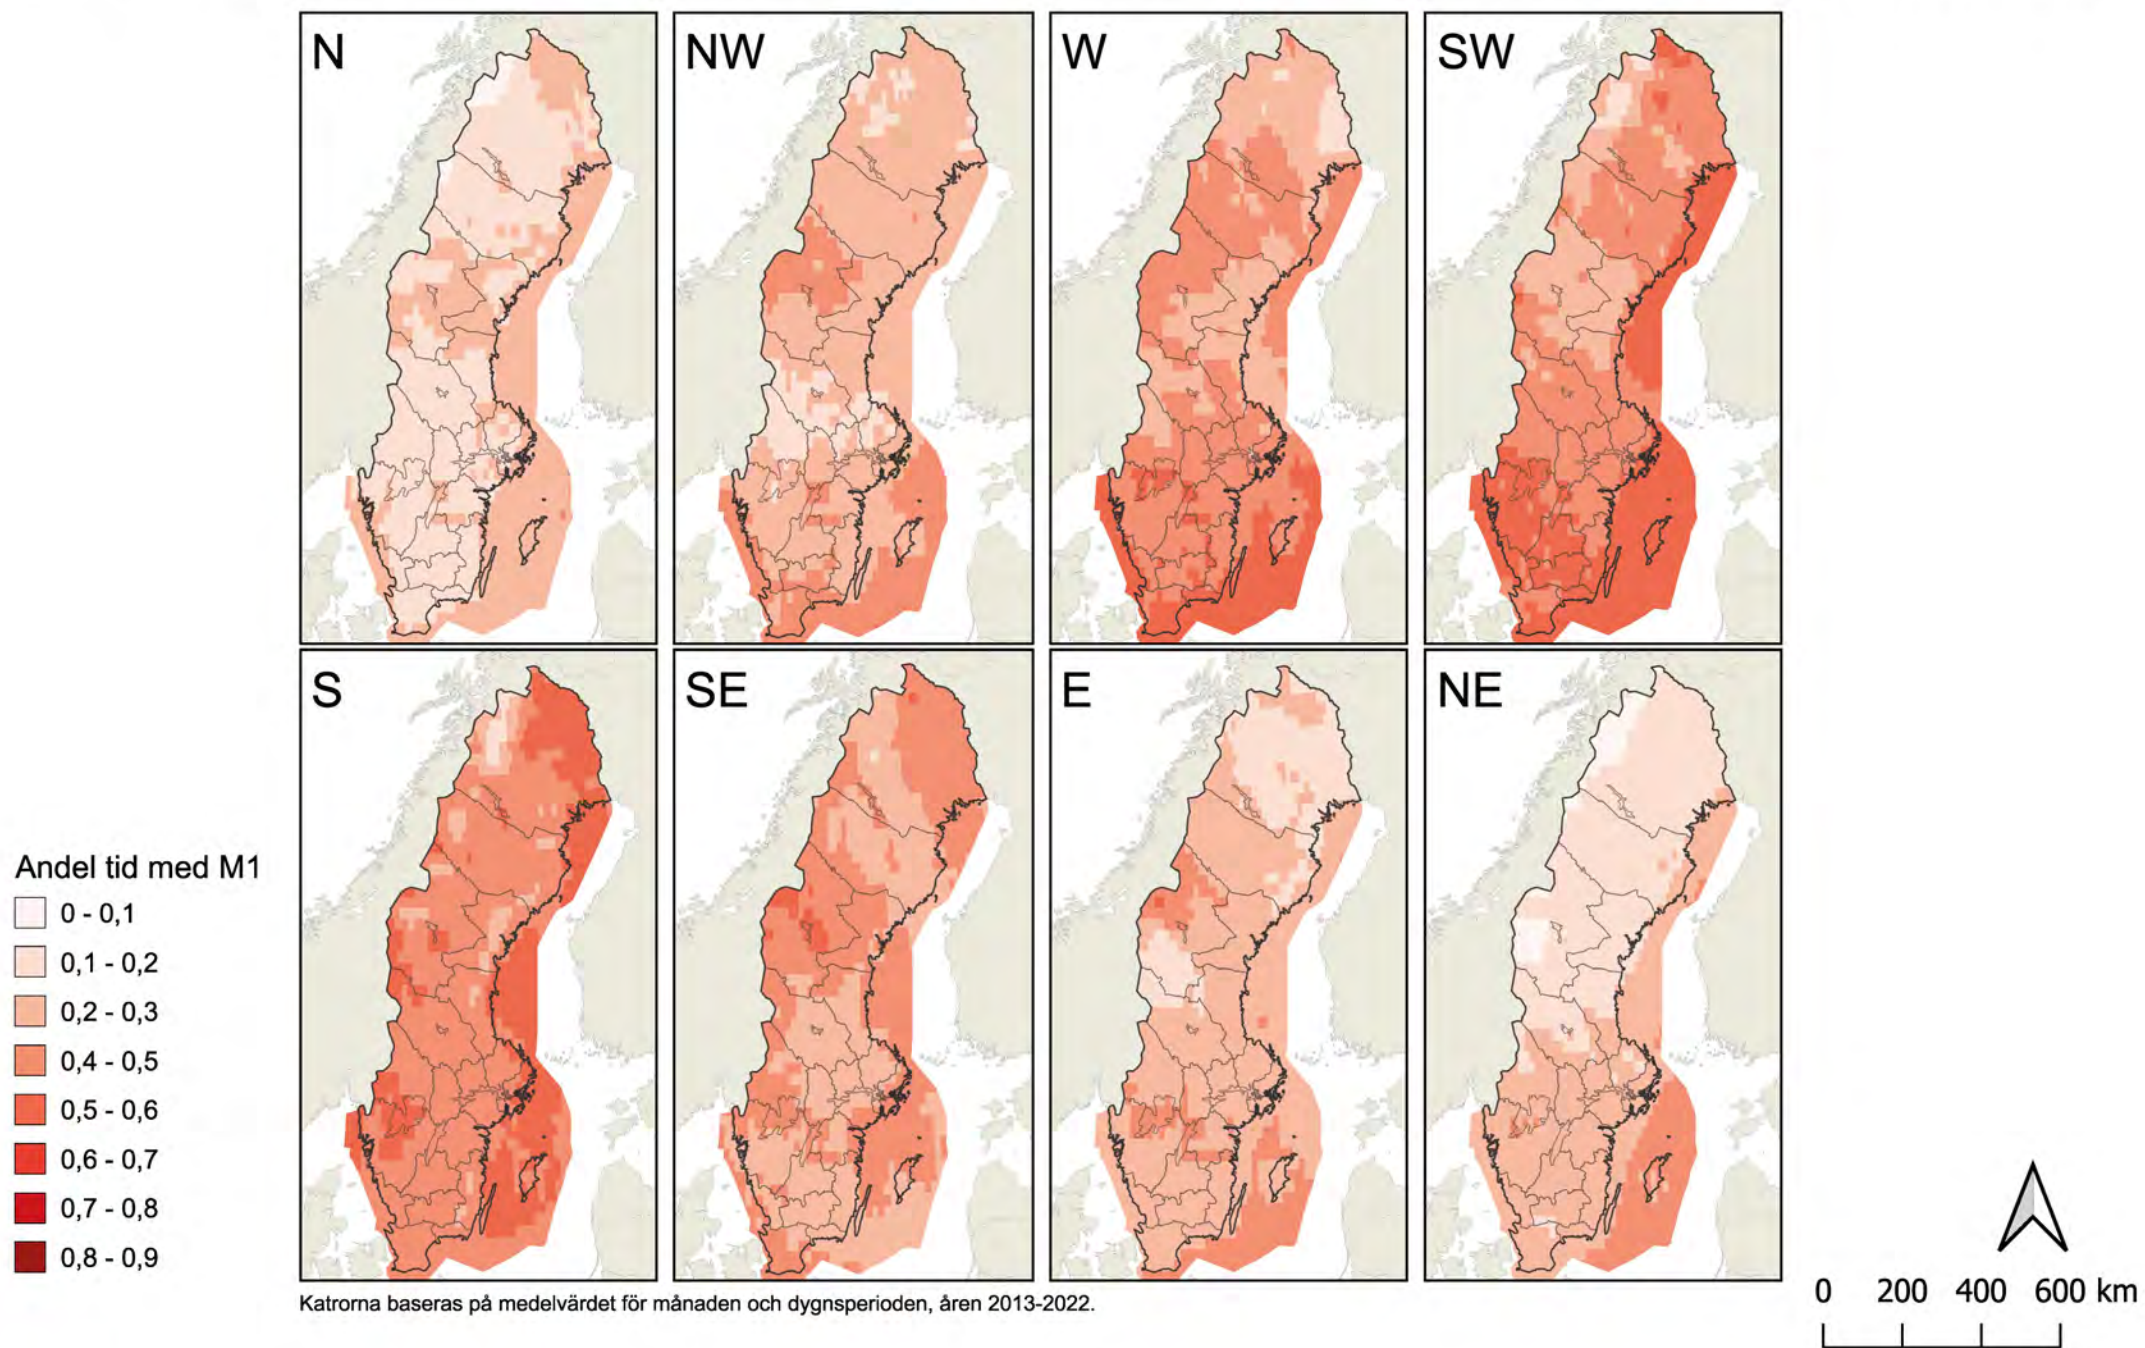 N
NW
W
SW
S
SE
E
NE
Andel tid med M1
0 - 0,1
0,1 - 0,2
0,2 - 0,3
0,4 - 0,5
0,5 - 0,6
0,6 - 0,7
0,7 - 0,8
0,8 - 0,9
Katrorna baseras på medelvärdet för månaden och dygnsperioden, åren 2013-2022.
0 200 400 600 km